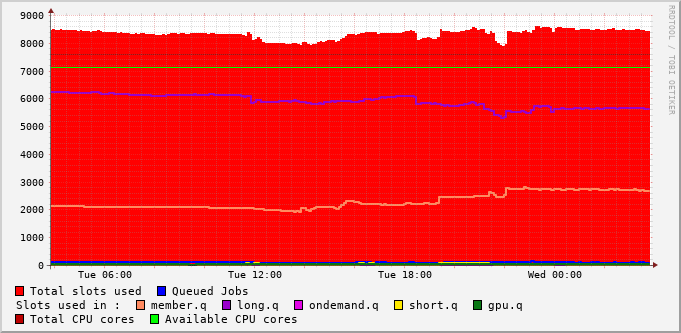 9000
8000
7000
6000
5000
4000
3000
2000
1000
0
Tue 06:00 Tue 12:00 Tue 18:00 Wed 00:00
RRDTOOL / TOBI OETIKER
Total slots used Queued Jobs
Slots used in : member.q long.q ondemand.q short.q gpu.q
Total CPU cores Available CPU cores